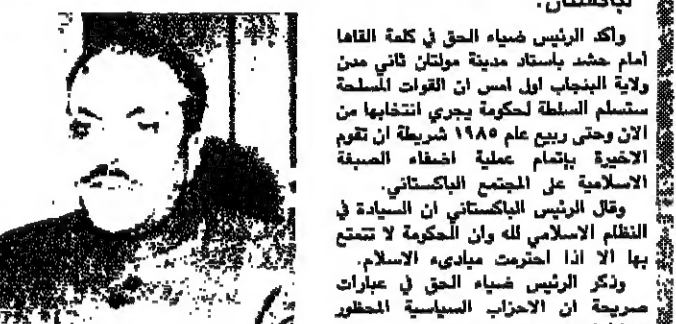 لباكستان.
وأكد الرئيس ضياء الحق في كلمة القاها
أمام حشد باستاد مدينة مولتان ثاني مدن
ولاية البنجاب اول امس ان القوات المسلحة
ستسلم السلطة لحكومة يجري انتخابها من
الان وحتى ربيع عام ١٩٨٥ شريطة ان تقوم
الاخيرة بإتمام عملية اضفاء الصبغة
الاسلامية على المجتمع الباكستاني.
وقال الرئيس الباكستاني ان السيادة في
النظام الاسلامي لله وان الحكومة لا تتمتع
بها الا اذا احترمت مبادىء الاسلام.
وذكر الرئيس ضياء الحق في عبارات
صريحة ان الاحزاب السياسية المحظور